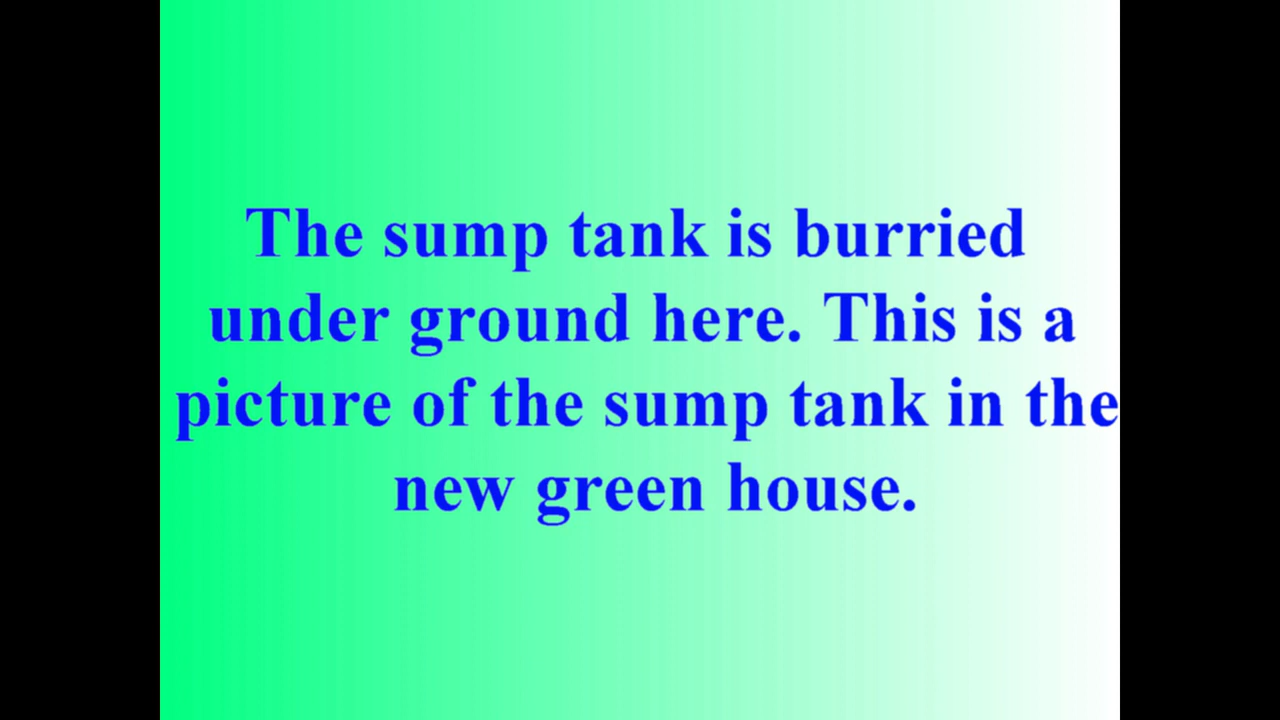 The sump tank is burried
under ground here. This is a
picture of the sump tank in the
new green house.